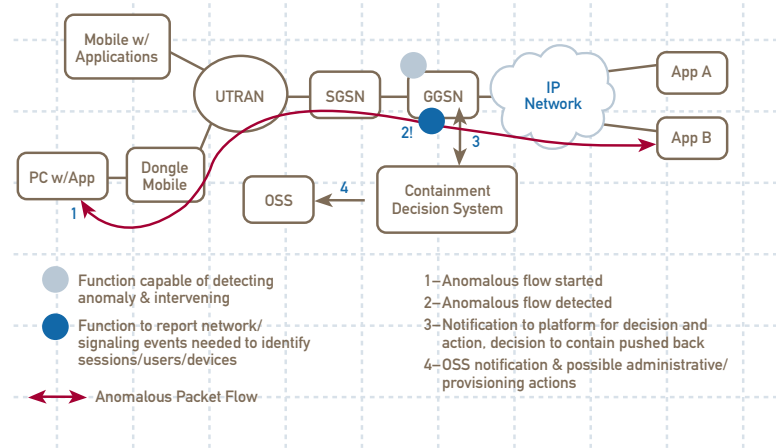 Mobile w/
Applications
UTRAN
SGSN
GGSN
IP
Network
App A
App B
2!
3
PC w/App
Dongle
Mobile
1
OSS
4
Containment
Decision System
Function capable of detecting
anomaly & intervening
Function to report network/
signaling events needed to identify
sessions/users/devices
Anomalous Packet Flow
1–Anomalous flow started
2–Anomalous flow detected
3–Notification to platform for decision and
action, decision to contain pushed back
4–OSS notification & possible administrative/
provisioning actions